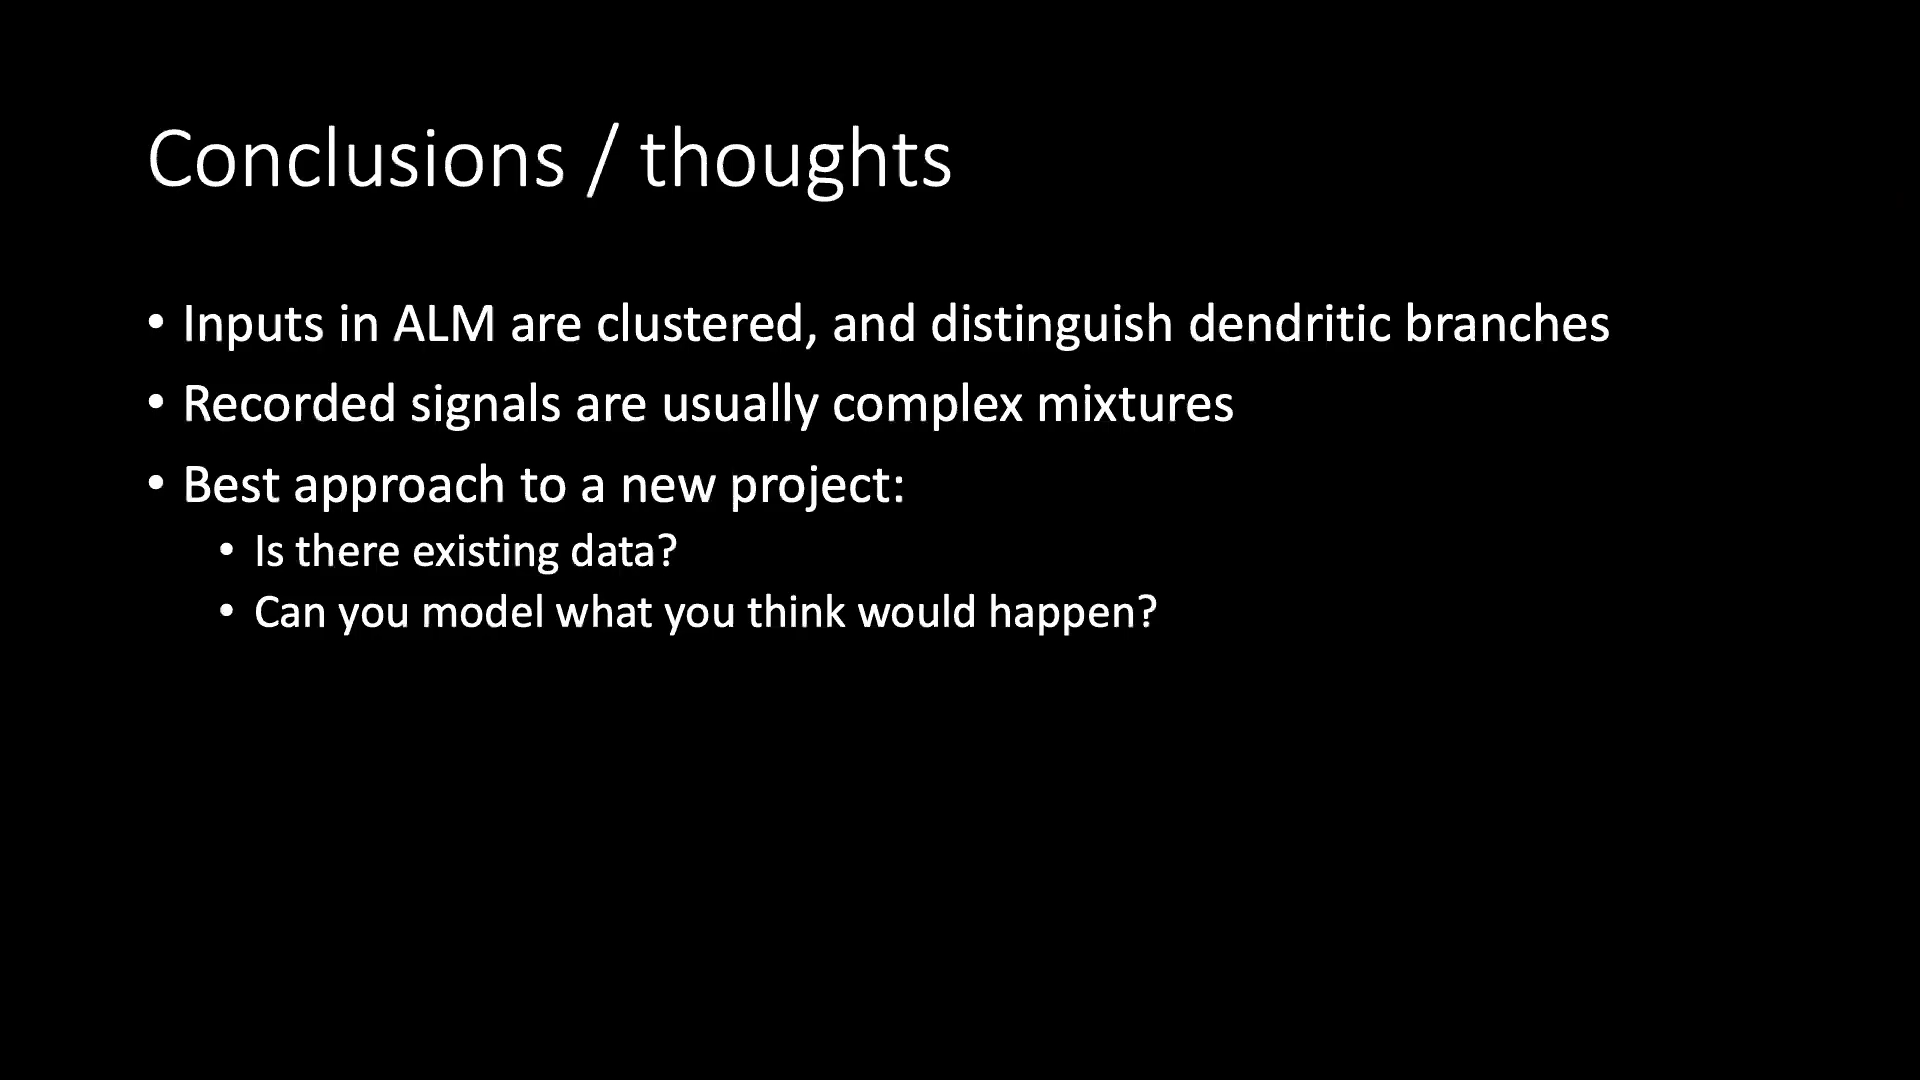 Conclusions / thoughts
• Inputs in ALM are clustered, and distinguish dendritic branches
• Recorded signals are usually complex mixtures
• Best approach to a new project:
• Is there existing data?
• Can you model what you think would happen?